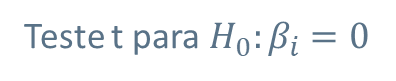 Teste t para H₀: βᵢ = 0